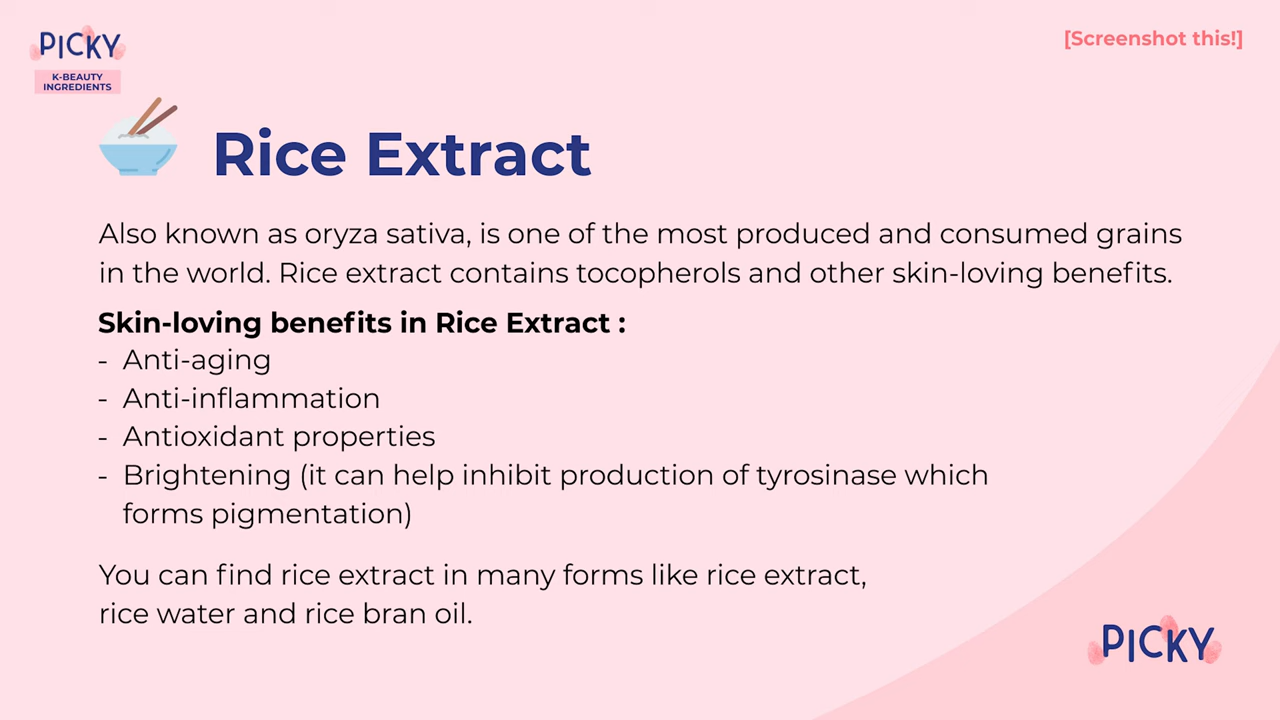 PICKY
K-BEAUTY
INGREDIENTS
[Screenshot this!]
Rice Extract
Also known as oryza sativa, is one of the most produced and consumed grains
in the world. Rice extract contains tocopherols and other skin-loving benefits.
Skin-loving benefits in Rice Extract :
- Anti-aging
- Anti-inflammation
- Antioxidant properties
- Brightening (it can help inhibit production of tyrosinase which
forms pigmentation)
You can find rice extract in many forms like rice extract,
rice water and rice bran oil.
PICKY